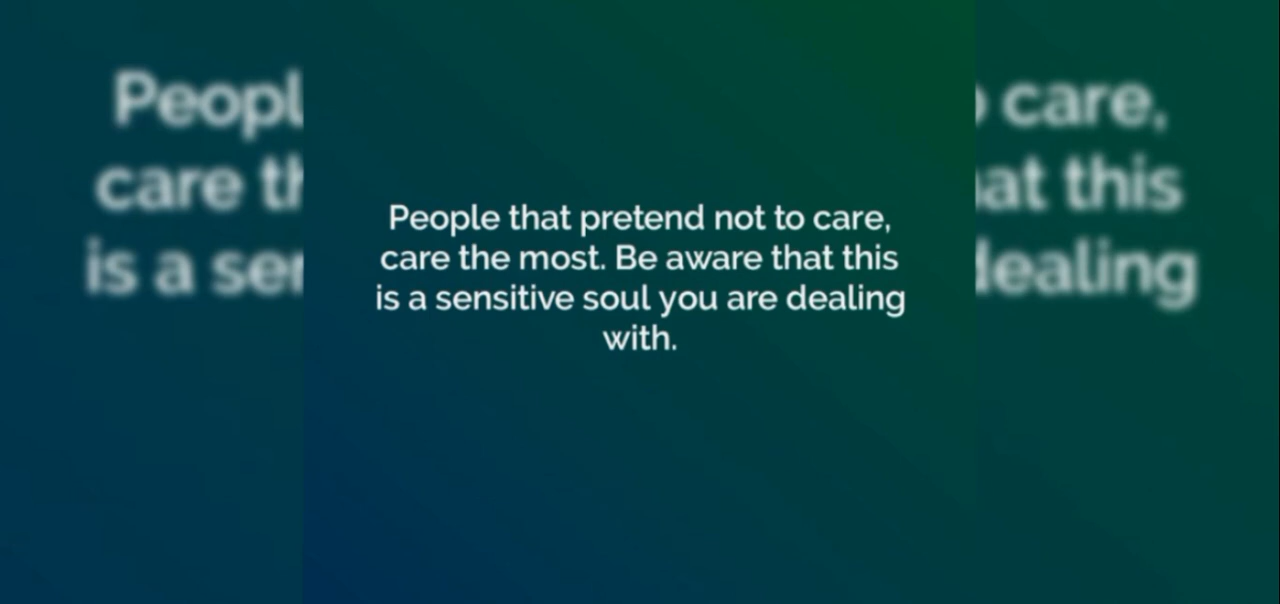 People that pretend not to care,
care the most. Be aware that this
is a sensitive soul you are dealing
with.